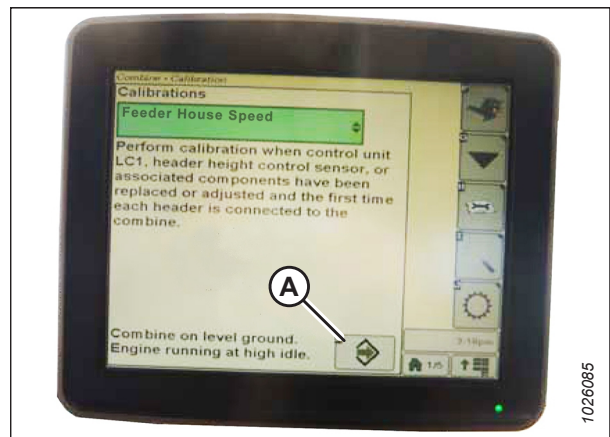 Combine - Calibration
Calibrations
Feeder House Speed
Perform calibration when control unit
LC1, header height control sensor, or
associated components have been
replaced or adjusted and the first time
each header is connected to the
combine.
A
Combine on level ground.
Engine running at high idle.
3:16pm
1/5
1026085